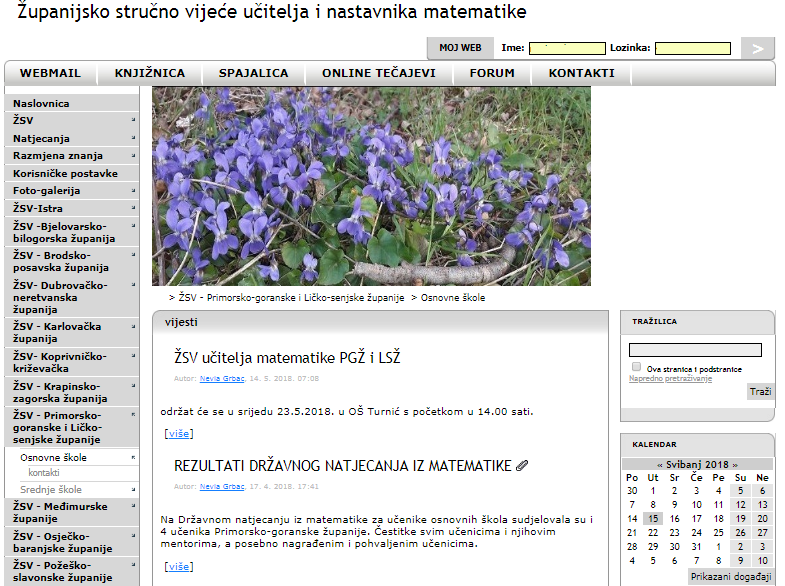 Županijsko stručno vijeće učitelja i nastavnika matematike
MOJ WEB Ime: Lozinka: >
WEBMAIL KNJIŽNICA SPAJALICA ONLINE TEČAJEVI FORUM KONTAKTI
Naslovnica
ŽSV
Natjecanja
Razmjena znanja
Korisničke postavke
Foto-galerija
ŽSV-Istra
ŽSV -Bjelovarsko-
bilogorska županija
ŽSV - Brodsko-
posavska županija
ŽSV- Dubrovačko-
neretvanska
županija
ŽSV - Karlovačka
županija
ŽSV- Koprivničko-
križevačka
ŽSV - Krapinsko-
zagorska županija
ŽSV - Primorsko-
goranske i Ličko-
senjske županije
Osnovne škole
kontakti
Srednje škole
ŽSV - Međimurske
županije
ŽSV - Osječko-
baranjske županije
ŽSV - Požeško-
slavonske županije
> ŽSV - Primorsko-goranske i Ličko-senjske županije > Osnovne škole
vijesti
ŽSV učitelja matematike PGŽ i LSŽ
Autor: Nevia Grbac, 14. 5. 2018. 07:08
održat će se u srijedu 23.5.2018. u OŠ Turnić s početkom u 14.00 sati.
[više]
REZULTATI DRŽAVNOG NATJECANJA IZ MATEMATIKE
Autor: Nevia Grbac, 17. 4. 2018. 17:41
Na Državnom natjecanju iz matematike za učenike osnovnih škola sudjelovala su i
4 učenika Primorsko-goranske županije. Čestitke svim učenicima i njihovim
mentorima, a posebno nagrađenim i pohvaljenim učenicima.
[više]
TRAŽILICA
Ova stranica i podstranice
Napredno pretraživanje
Traži
KALENDAR
« Svibanj 2018 »
Po Ut Sr Če Pe Su Ne
30 1 2 3 4 5 6
7 8 9 10 11 12 13
14 15 16 17 18 19 20
21 22 23 24 25 26 27
28 29 30 31 1 2 3
4 5 6 7 8 9 10
Prikazani događaji